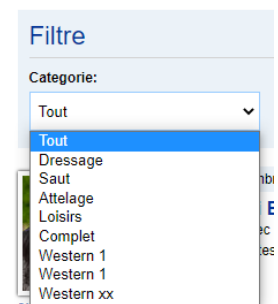 Filtre
Categorie:
Tout
Tout
Dressage
Saut
Attelage
Loisirs
Complet
Western 1
Western 1
Western xx